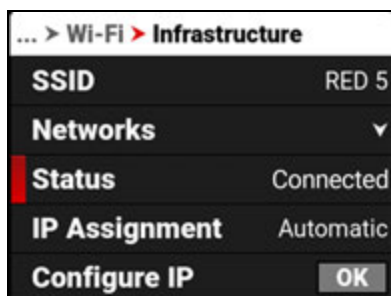 ... > Wi-Fi > Infrastructure
SSID RED 5
Networks
Status Connected
IP Assignment Automatic
Configure IP OK